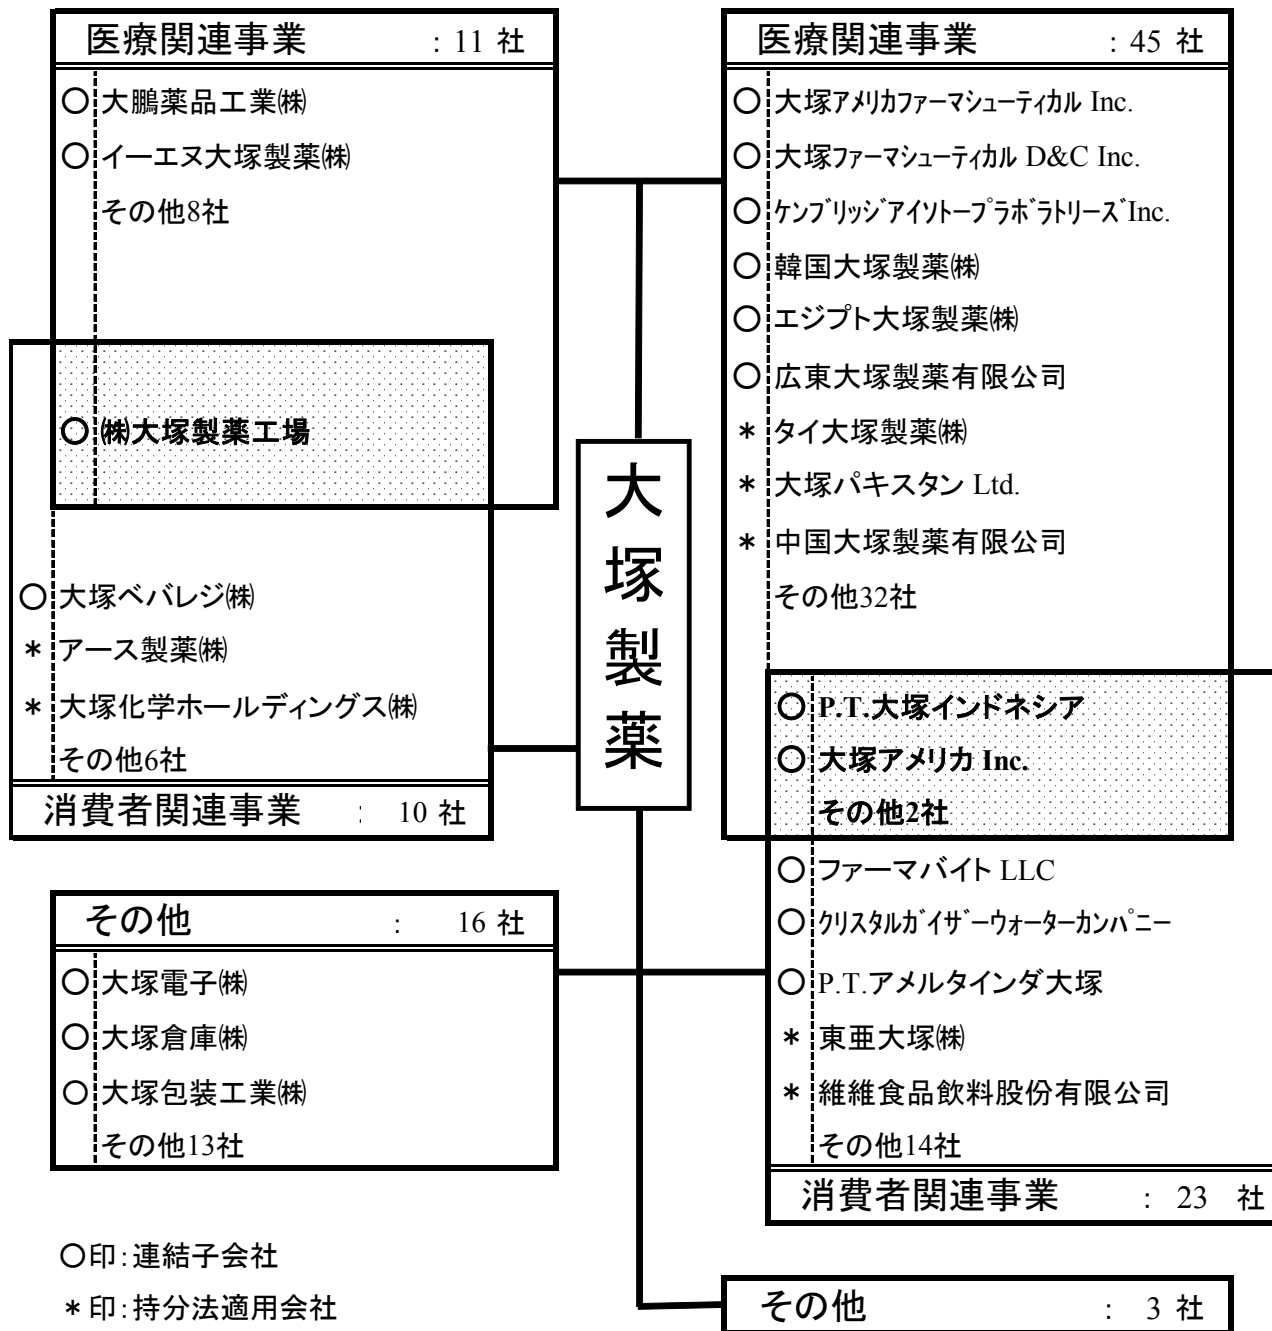 医療関連事業 : 11 社
○ 大鵬薬品工業㈱
○ イーエヌ大塚製薬㈱
その他8社
○ ㈱大塚製薬工場
○ 大塚ベバレジ㈱
* アース製薬㈱
* 大塚化学ホールディングス㈱
その他6社
消費者関連事業 : 10 社
その他 : 16 社
○ 大塚電子㈱
○ 大塚倉庫㈱
○ 大塚包装工業㈱
その他13社
○印:連結子会社
*印:持分法適用会社
大塚製薬
医療関連事業 : 45 社
○ 大塚ｱﾒﾘｶﾌｧｰﾏｼｭｰﾃｨｶﾙ Inc.
○ 大塚ﾌｧｰﾏｼｭｰﾃｨｶﾙ D&C Inc.
○ ｹﾝﾌﾞﾘｯｼﾞｱｲｿﾄｰﾌﾟﾗﾎﾞﾗﾄﾘｰｽﾞInc.
○ 韓国大塚製薬㈱
○ エジプト大塚製薬㈱
○ 広東大塚製薬有限公司
* タイ大塚製薬㈱
* 大塚パキスタン Ltd.
* 中国大塚製薬有限公司
その他32社
○ P.T.大塚インドネシア
○ 大塚アメリカ Inc.
その他2社
○ ファーマバイト LLC
○ ｸﾘｽﾀﾙｶﾞｲｻﾞｰｳｫｰﾀｰｶﾝﾊﾟﾆｰ
○ P.T.アメルタインダ大塚
* 東亜大塚㈱
* 維維食品飲料股份有限公司
その他14社
消費者関連事業 : 23 社
その他 : 3 社